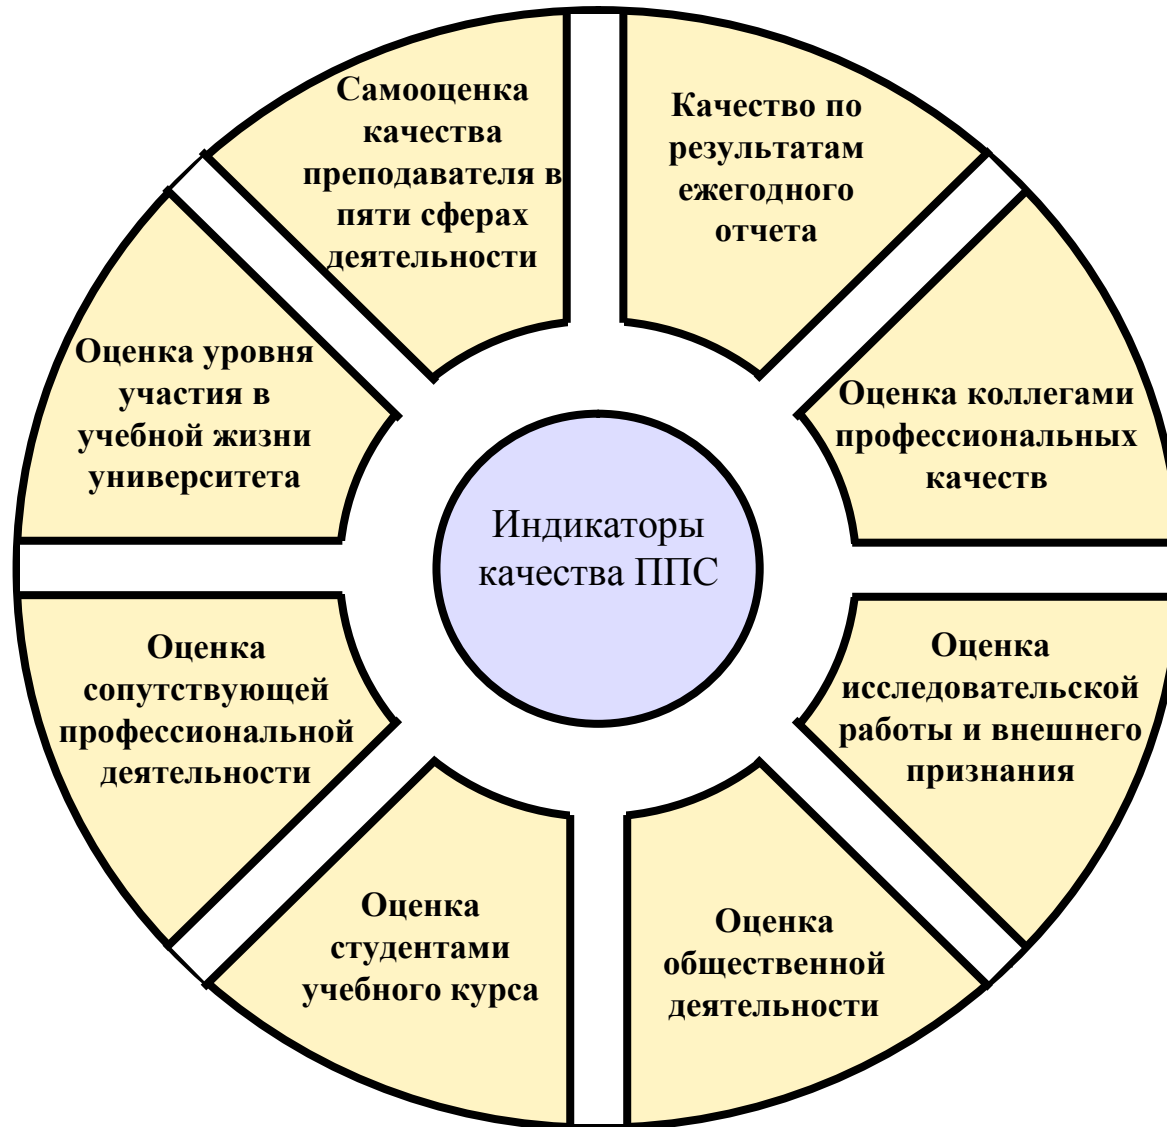 Самооценка
качества
преподавателя в
пяти сферах
деятельности
Качество по
результатам
ежегодного
отчета
Оценка уровня
участия в
учебной жизни
университета
Оценка коллегами
профессиональных
качеств
Индикаторы
качества ППС
Оценка
сопутствующей
профессиональной
деятельности
Оценка
исследовательской
работы и внешнего
признания
Оценка
студентами
учебного курса
Оценка
общественной
деятельности